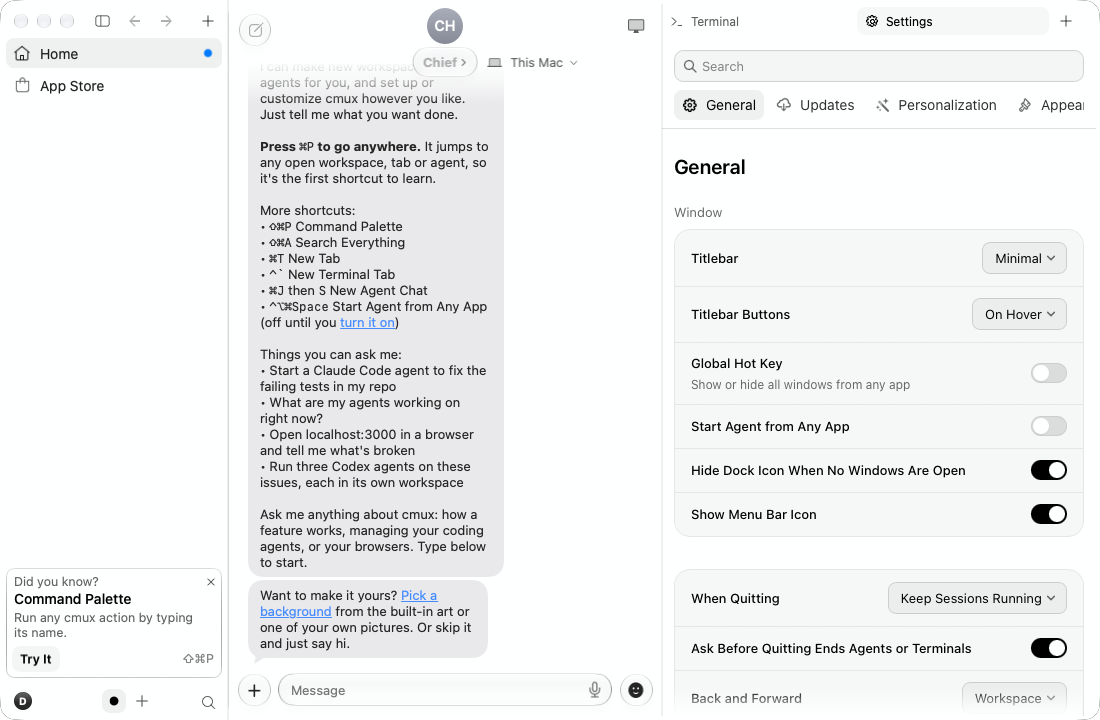 Home
App Store
Did you know?
Command Palette
Run any cmux action by typing
its name.
Try It
⇧⌘P
D
CH
Chief ›
This Mac
I can make new
agents for you, and set up or
customize cmux however you like.
Just tell me what you want done.
Press ⌘P to go anywhere. It jumps to
any open workspace, tab or agent, so
it's the first shortcut to learn.
More shortcuts:
• ⇧⌘P Command Palette
• ⇧⌘A Search Everything
• ⌘T New Tab
• ^` New Terminal Tab
• ⌘J then S New Agent Chat
• ^⌥⌘Space Start Agent from Any App
(off until you turn it on)
Things you can ask me:
• Start a Claude Code agent to fix the
failing tests in my repo
• What are my agents working on
right now?
• Open localhost:3000 in a browser
and tell me what's broken
• Run three Codex agents on these
issues, each in its own workspace
Ask me anything about cmux: how a
feature works, managing your coding
agents, or your browsers. Type below
to start.
Want to make it yours? Pick a
background from the built-in art or
one of your own pictures. Or skip it
and just say hi.
Message
Terminal
Settings
Search
General
Updates
Personalization
Appear
General
Window
Titlebar
Minimal
Titlebar Buttons
On Hover
Global Hot Key
Show or hide all windows from any app
Start Agent from Any App
Hide Dock Icon When No Windows Are Open
Show Menu Bar Icon
When Quitting
Keep Sessions Running
Ask Before Quitting Ends Agents or Terminals
Back and Forward
Workspace